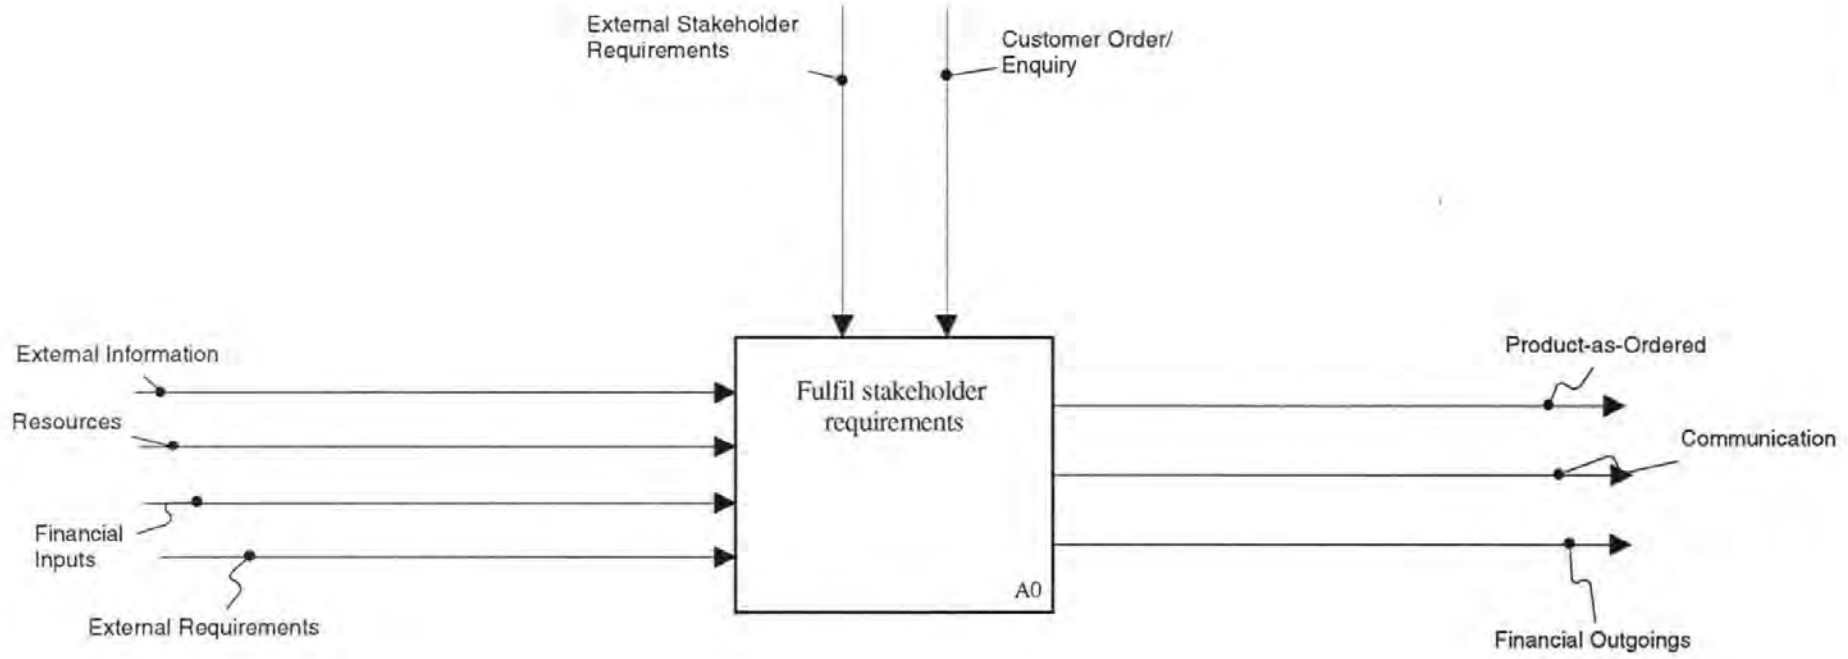 External Stakeholder
Requirements
Customer Order/
Enquiry
External Information
Resources
Financial
Inputs
External Requirements
Fulfil stakeholder
requirements
A0
Product-as-Ordered
Communication
Financial Outgoings